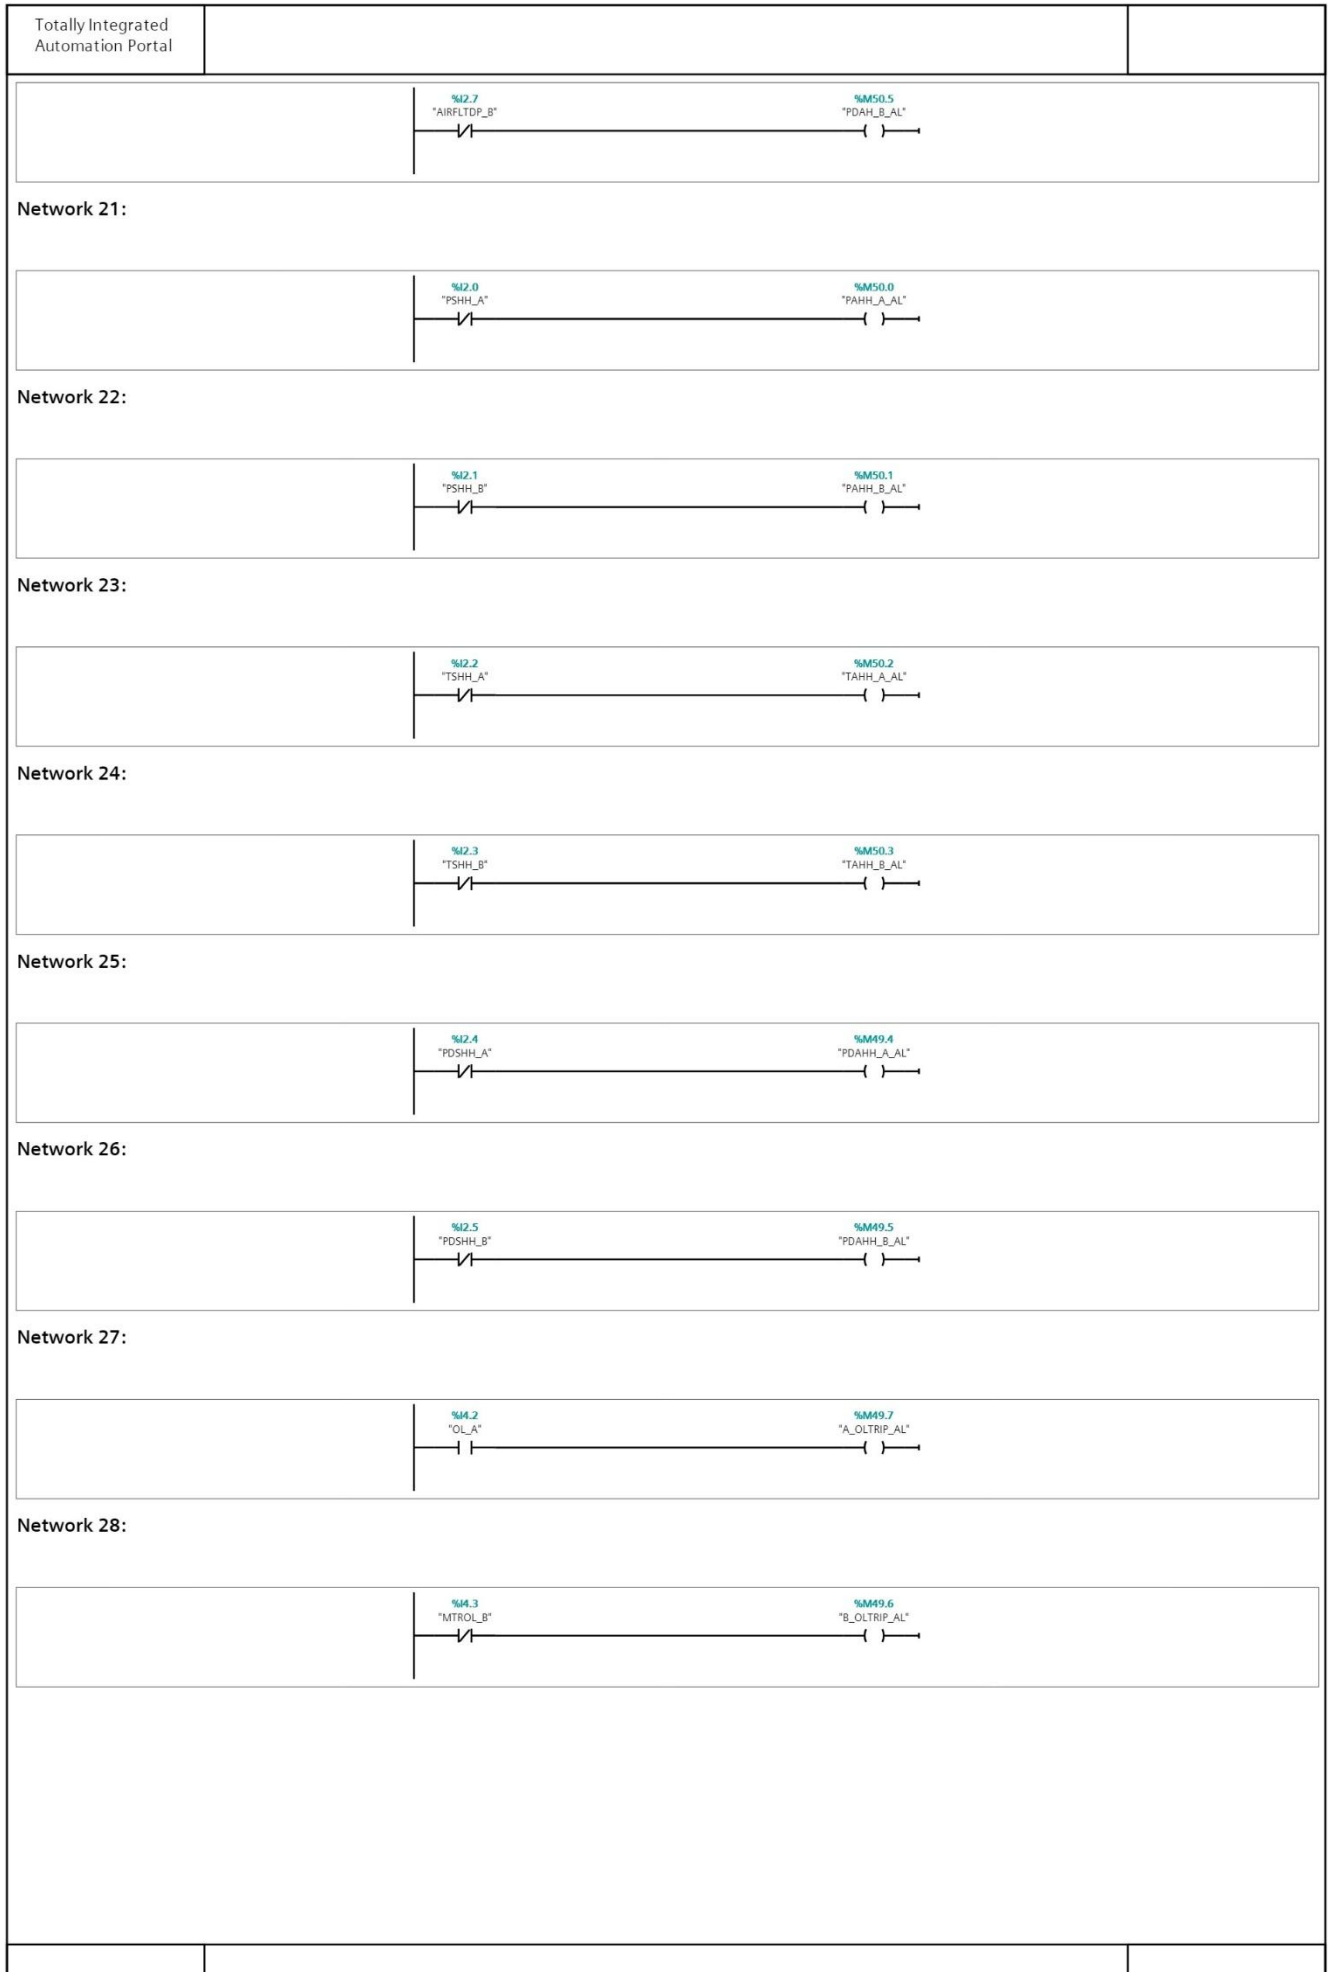 Totally Integrated
Automation Portal
%I2.7
"AIRFLTDP_B"
%M50.5
"PDAH_B_AL"
Network 21:
%I2.0
"PSHH_A"
%M50.0
"PAHH_A_AL"
Network 22:
%I2.1
"PSHH_B"
%M50.1
"PAHH_B_AL"
Network 23:
%I2.2
"TSHH_A"
%M50.2
"TAHH_A_AL"
Network 24:
%I2.3
"TSHH_B"
%M50.3
"TAHH_B_AL"
Network 25:
%I2.4
"PDSHH_A"
%M49.4
"PDAHH_A_AL"
Network 26:
%I2.5
"PDSHH_B"
%M49.5
"PDAHH_B_AL"
Network 27:
%I4.2
"OL_A"
%M49.7
"A_OLTRIP_AL"
Network 28:
%I4.3
"MTROL_B"
%M49.6
"B_OLTRIP_AL"